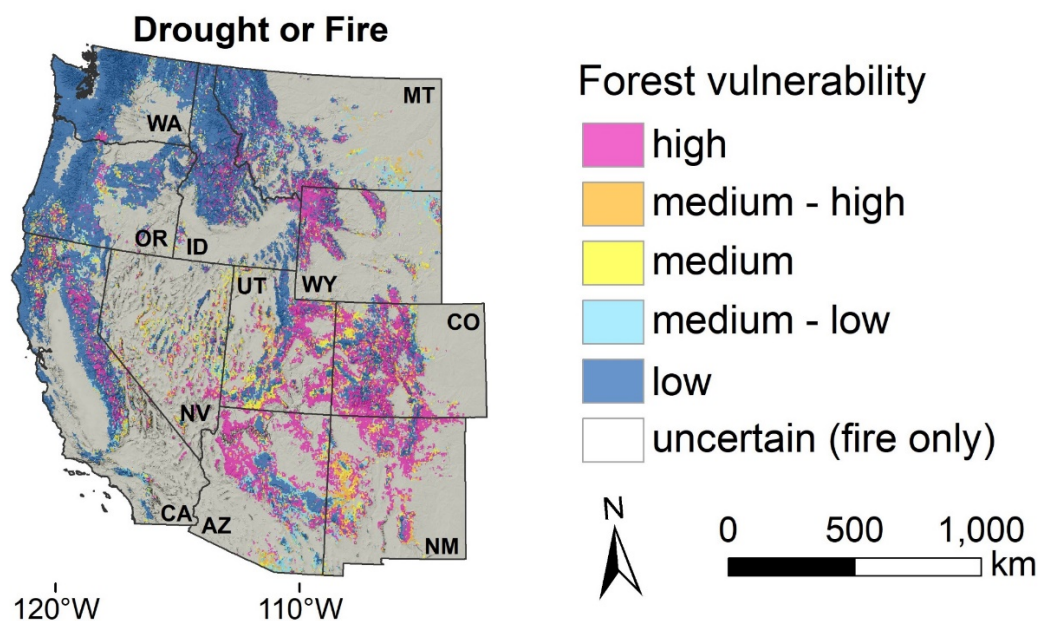 Drought or Fire
MT
WA
OR
ID
WY
UT
CO
NV
CA
AZ
NM
120°W
110°W
Forest vulnerability
high
medium - high
medium
medium - low
low
uncertain (fire only)
N
0 500 1,000
km